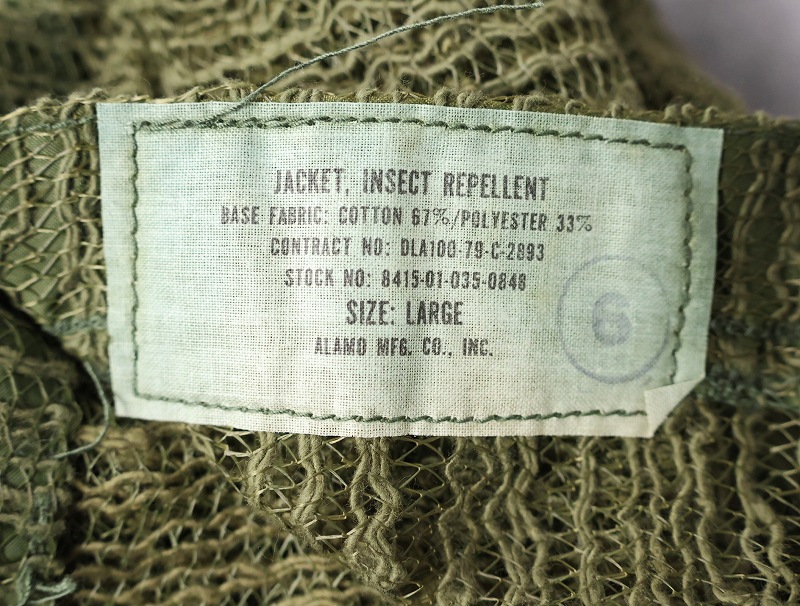 JACKET, INSECT REPELLENT
BASE FABRIC: COTTON 67%/POLYESTER 33%
CONTRACT NO: DLA100-79-C-2893
STOCK NO: 8415-01-035-0848
SIZE: LARGE
ALAMO MFG. CO., INC.
6